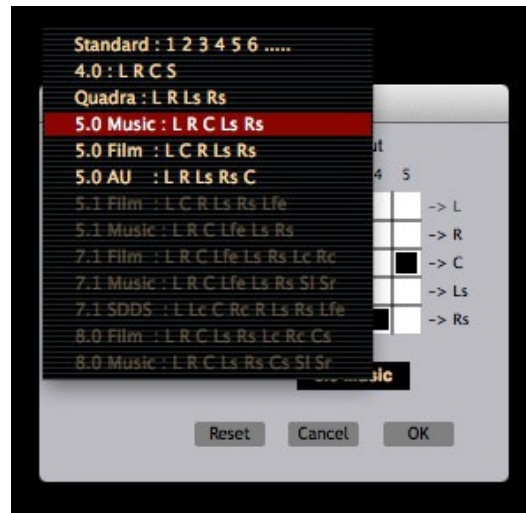 Standard : 1 2 3 4 5 6 .....
4.0 : L R C S
Quadra : L R Ls Rs
5.0 Music : L R C Ls Rs
5.0 Film : L C R Ls Rs
5.0 AU : L R Ls Rs C
5.1 Film : L C R Ls Rs Lfe
5.1 Music : L R C Lfe Ls Rs
7.1 Film : L R C Lfe Ls Rs Lc Rc
7.1 Music : L R C Lfe Ls Rs Sl Sr
7.1 SDDS : L Lc C Rc R Ls Rs Lfe
8.0 Film : L C R Ls Rs Lc Rc Cs
8.0 Music : L R C Ls Rs Cs Sl Sr
4 5
-> L
-> R
-> C
-> Ls
-> Rs
Reset Cancel OK